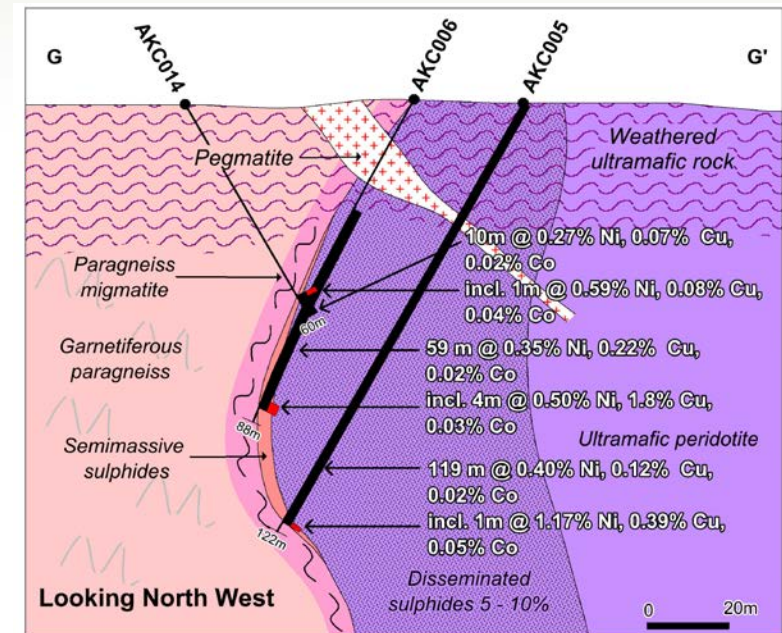 G
AKC014
AKC006
AKC005
G'
Pegmatite
Weathered
ultramafic rock
10m @ 0.27% Ni, 0.07% Cu,
0.02% Co
incl. 1m @ 0.59% Ni, 0.08% Cu,
0.04% Co
Paragneiss
migmatite
60m
Garnetiferous
paragneiss
59 m @ 0.35% Ni, 0.22% Cu,
0.02% Co
incl. 4m @ 0.50% Ni, 1.8% Cu,
0.03% Co
88m
Semimassive
sulphides
Ultramafic peridotite
119 m @ 0.40% Ni, 0.12% Cu,
0.02% Co
incl. 1m @ 1.17% Ni, 0.39% Cu,
0.05% Co
122m
Disseminated
sulphides 5 - 10%
Looking North West
0 20m